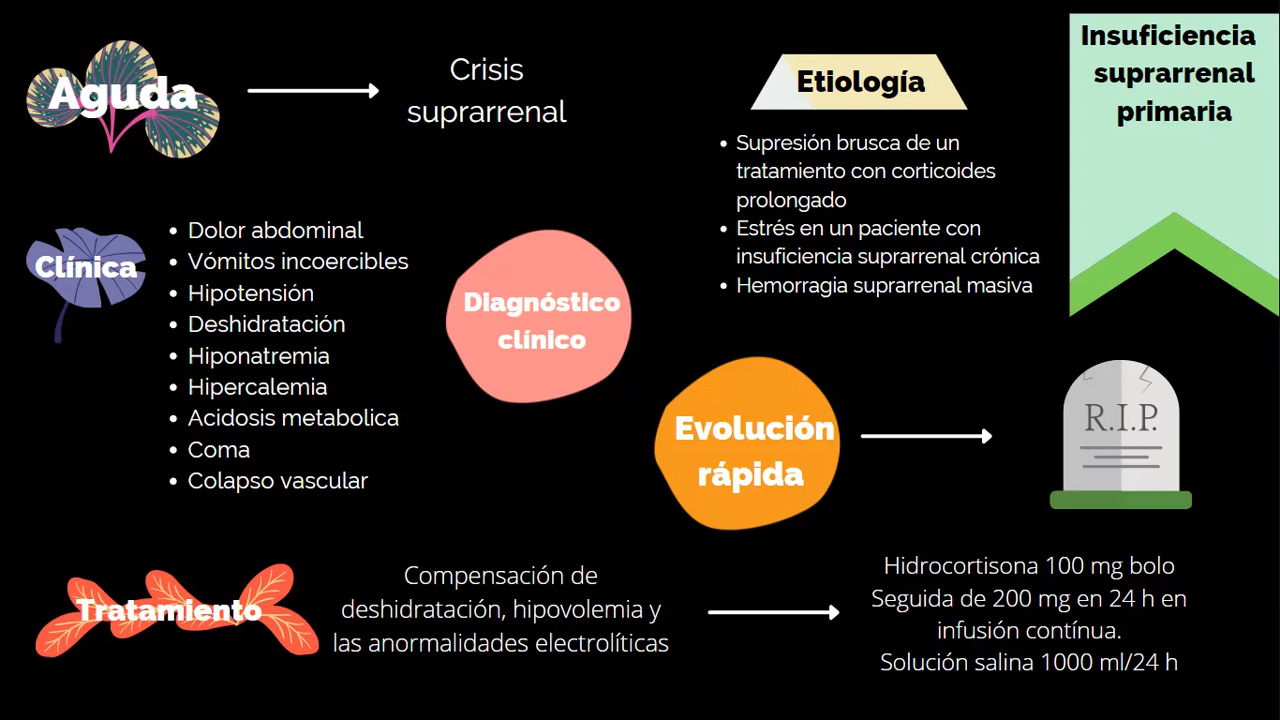 Aguda
Crisis
suprarrenal
Etiología
Supresión brusca de un
tratamiento con corticoides
prolongado
Estrés en un paciente con
insuficiencia suprarrenal crónica
Hemorragia suprarrenal masiva
Insuficiencia
suprarrenal
primaria
Clínica
Dolor abdominal
Vómitos incoercibles
Hipotensión
Deshidratación
Hiponatremia
Hipercalemia
Acidosis metabolica
Coma
Colapso vascular
Diagnóstico
clínico
Evolución
rápida
R.I.P.
Tratamiento
Compensación de
deshidratación, hipovolemia y
las anormalidades electrolíticas
Hidrocortisona 100 mg bolo
Seguida de 200 mg en 24 h en
infusión contínua.
Solución salina 1000 ml/24 h